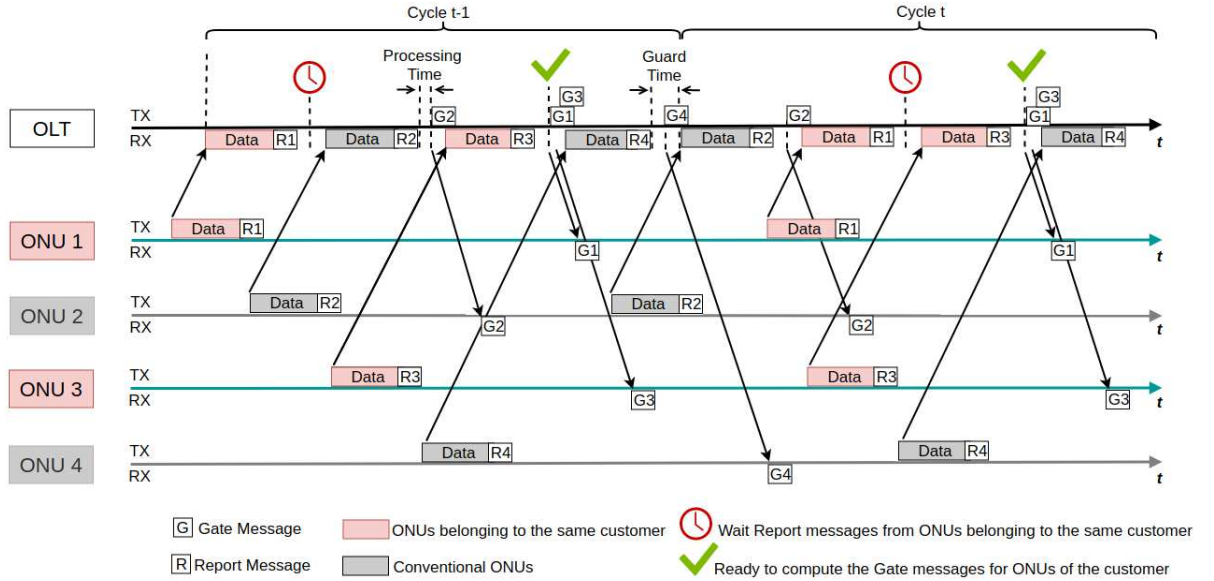 Cycle t-1
Cycle t
Processing
Time
Guard
Time
G3
G3
OLT
TX
G2
G1
G4
G2
G1
RX
Data R1
Data R2
Data R3
Data R4
Data R2
Data R1
Data R3
Data R4
t
ONU 1
TX
Data R1
Data R1
RX
G1
G1
t
ONU 2
TX
Data R2
Data R2
RX
G2
G2
t
ONU 3
TX
Data R3
Data R3
RX
G3
G3
t
ONU 4
TX
Data R4
Data R4
RX
G4
t
G Gate Message
ONUs belonging to the same customer
Wait Report messages from ONUs belonging to the same customer
R Report Message
Conventional ONUs
Ready to compute the Gate messages for ONUs of the customer